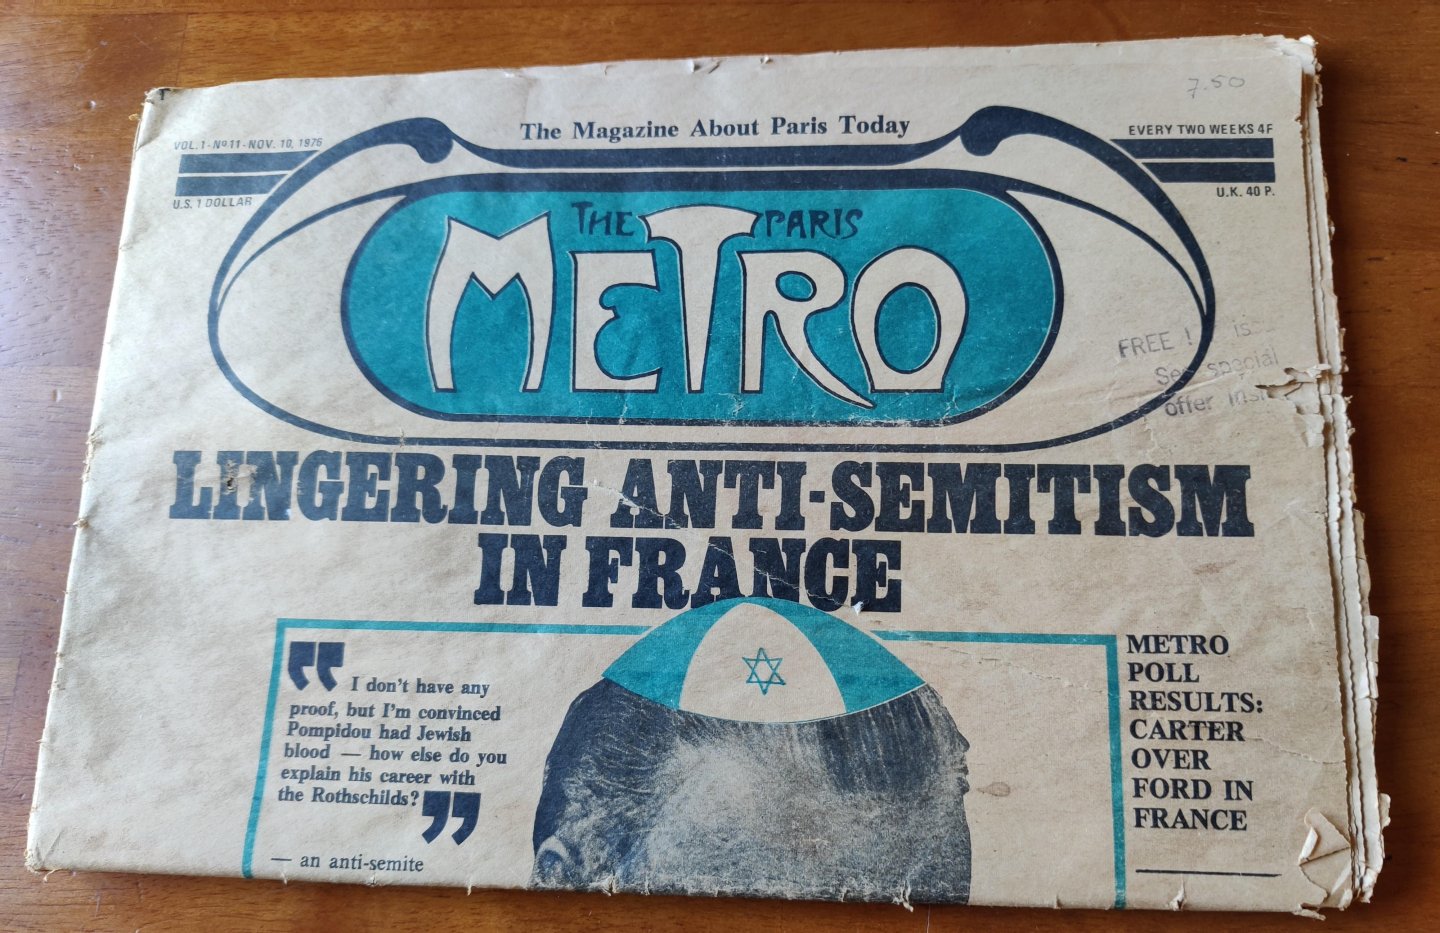 7.50
The Magazine About Paris Today
VOL. 1 - Nº 11 - NOV. 10, 1976
U.S. 1 DOLLAR
EVERY TWO WEEKS 4F
U.K. 40 P.
THE PARIS
METRO
FREE !
special
offer
LINGERING ANTI-SEMITISM
IN FRANCE
“ I don't have any
proof, but I'm convinced
Pompidou had Jewish
blood — how else do you
explain his career with
the Rothschilds? ”
— an anti-semite
METRO
POLL
RESULTS:
CARTER
OVER
FORD IN
FRANCE